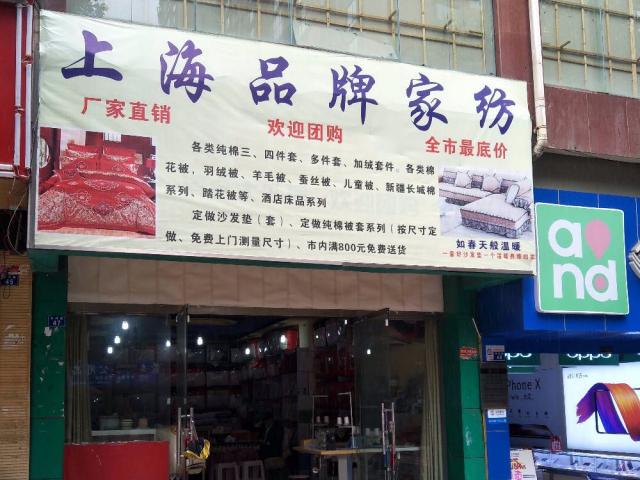 上海品牌家纺
厂家直销
欢迎团购
全市最底价
各类纯棉三、四件套、多件套、加绒套件。各类棉
花被,羽绒被、羊毛被、蚕丝被、儿童被、新疆长城棉
系列、踏花被等、酒店床品系列
定做沙发垫(套)、定做纯棉被套系列(按尺寸定
做、免费上门测量尺寸)、市内满800元免费送货
如春天般温暖
and
oppo
oppo
iPhone X